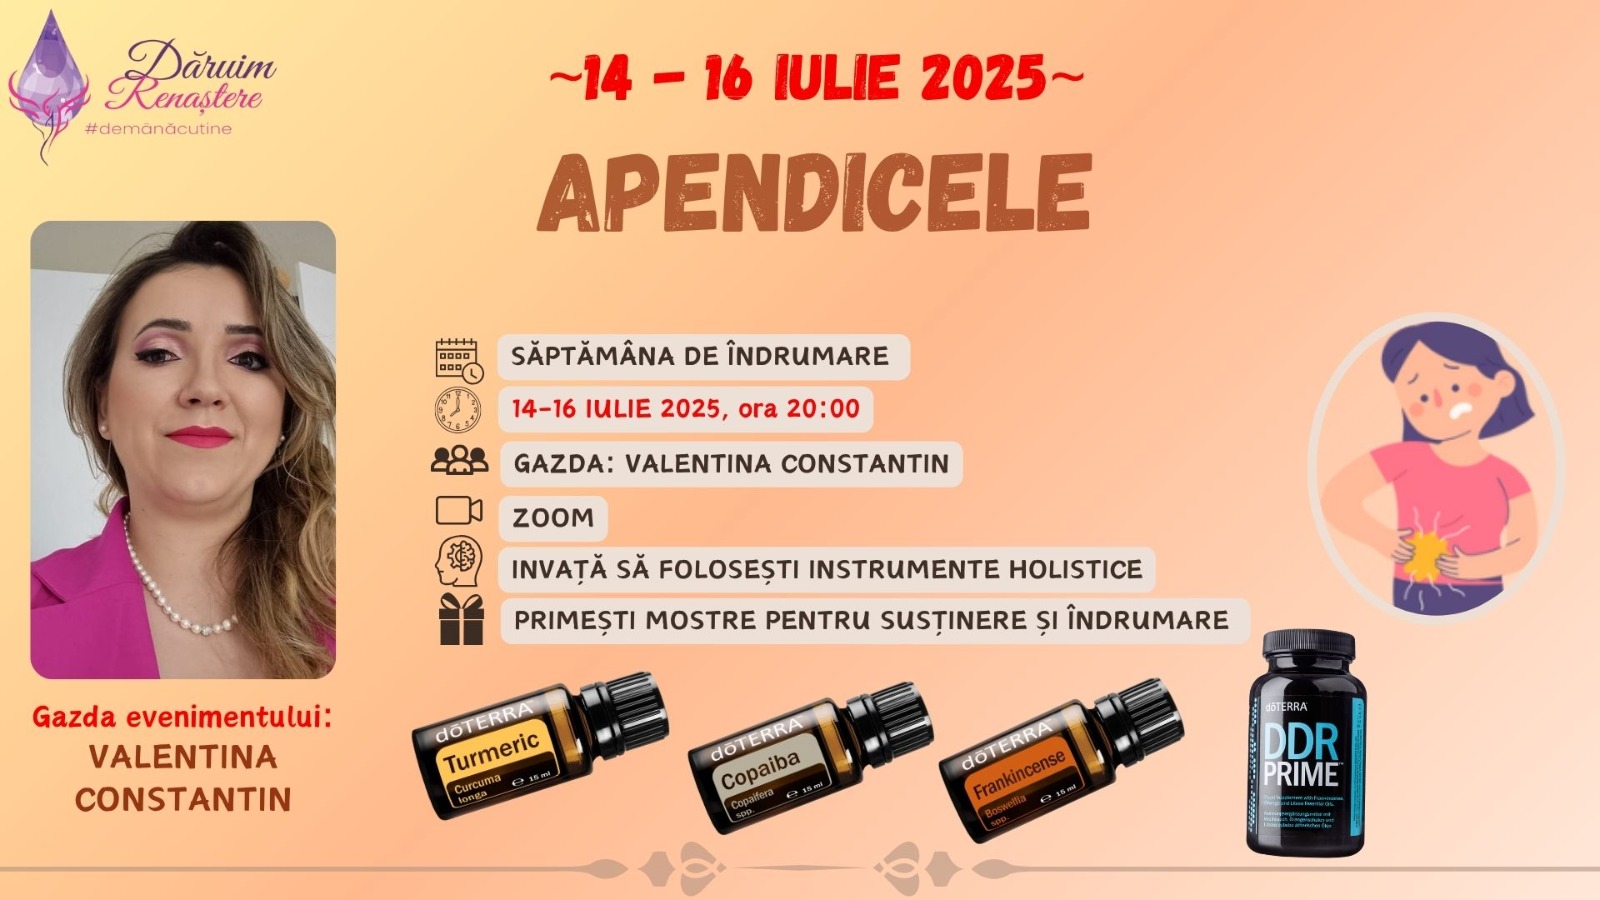 Dăruim
Renaștere
#demânăcutine
~14 – 16 IULIE 2025~
APENDICELE
SĂPTĂMÂNA DE ÎNDRUMARE
14-16 IULIE 2025, ora 20:00
GAZDA: VALENTINA CONSTANTIN
ZOOM
INVAȚĂ SĂ FOLOSEȘTI INSTRUMENTE HOLISTICE
PRIMEȘTI MOSTRE PENTRU SUSȚINERE ȘI ÎNDRUMARE
Gazda evenimentului:
VALENTINA
CONSTANTIN
dōTERRA
Turmeric
Curcuma
longa
℮ 15 ml
dōTERRA
Copaiba
Copaifera
spp.
℮ 15 ml
dōTERRA
Frankincense
Boswellia
spp.
℮ 15 ml
dōTERRA
DDR
PRIME